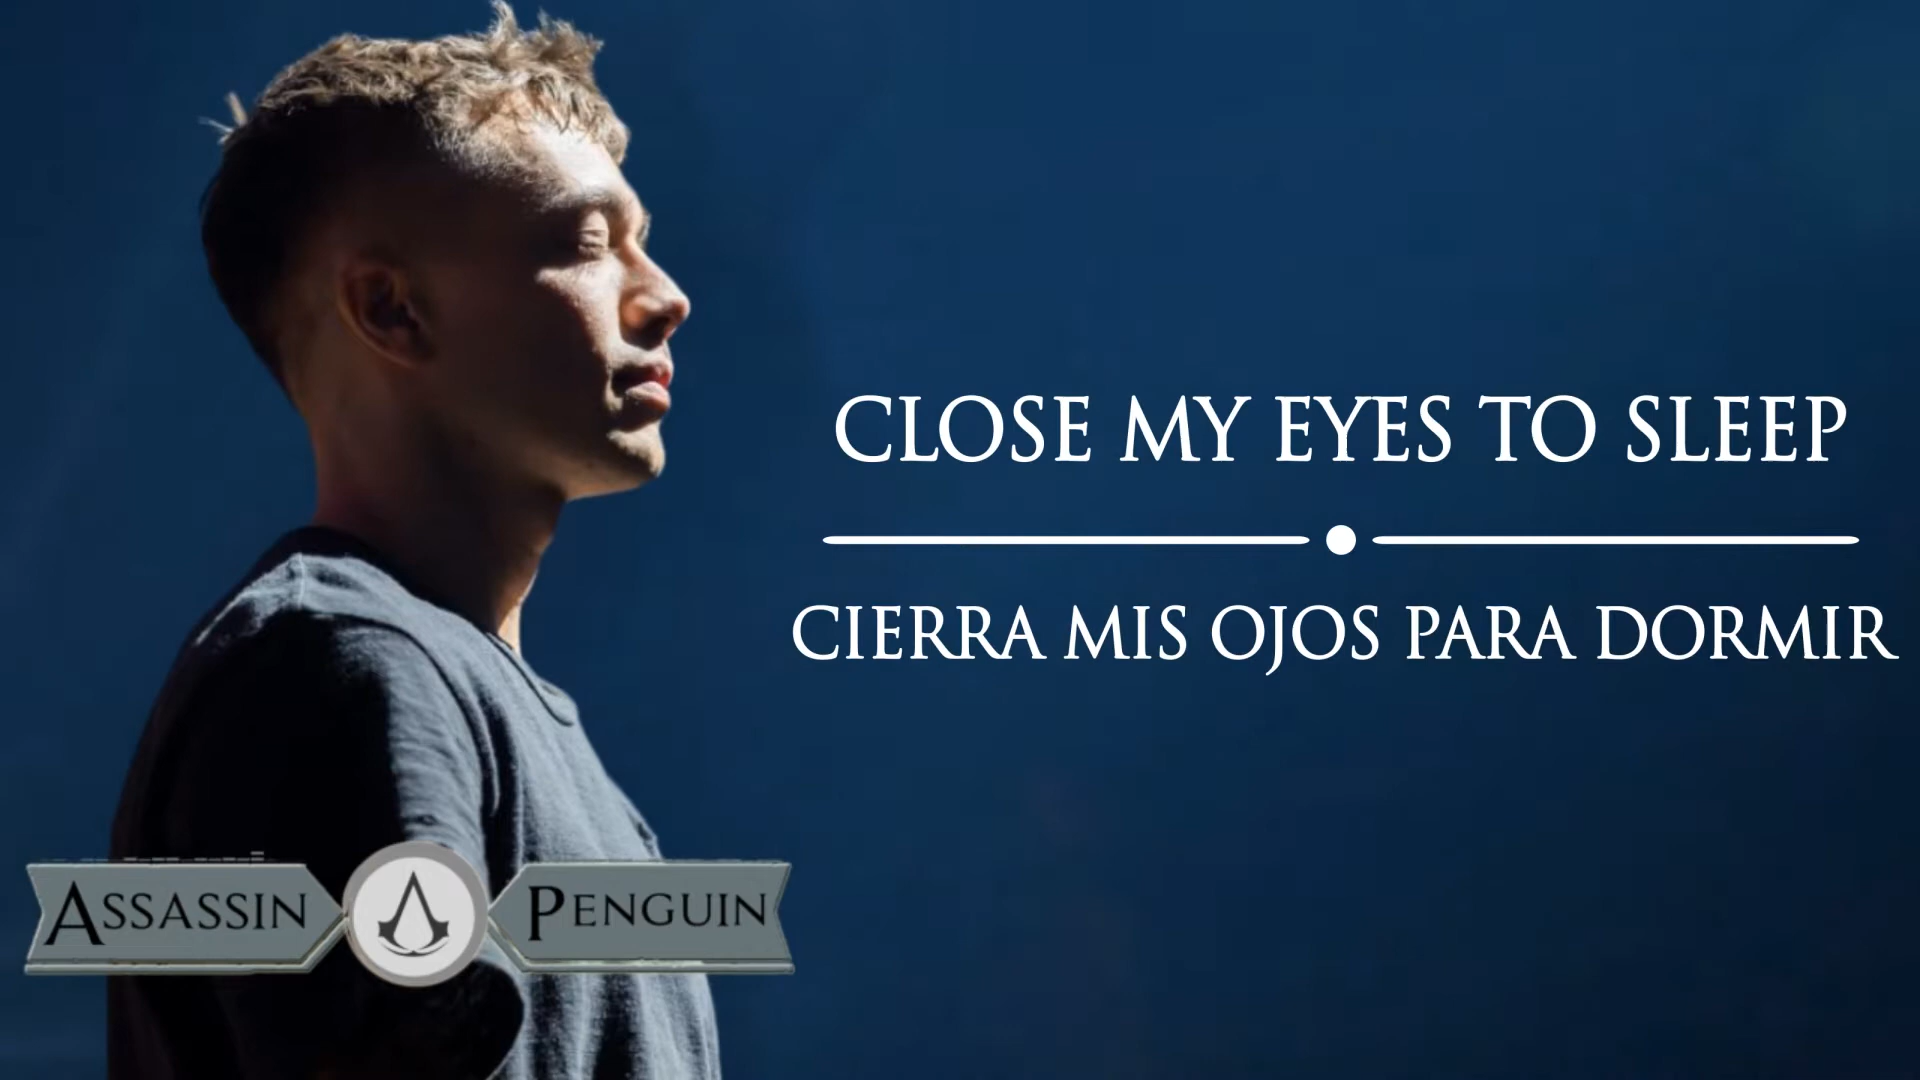 CLOSE MY EYES TO SLEEP
CIERRA MIS OJOS PARA DORMIR
ASSASSIN PENGUIN